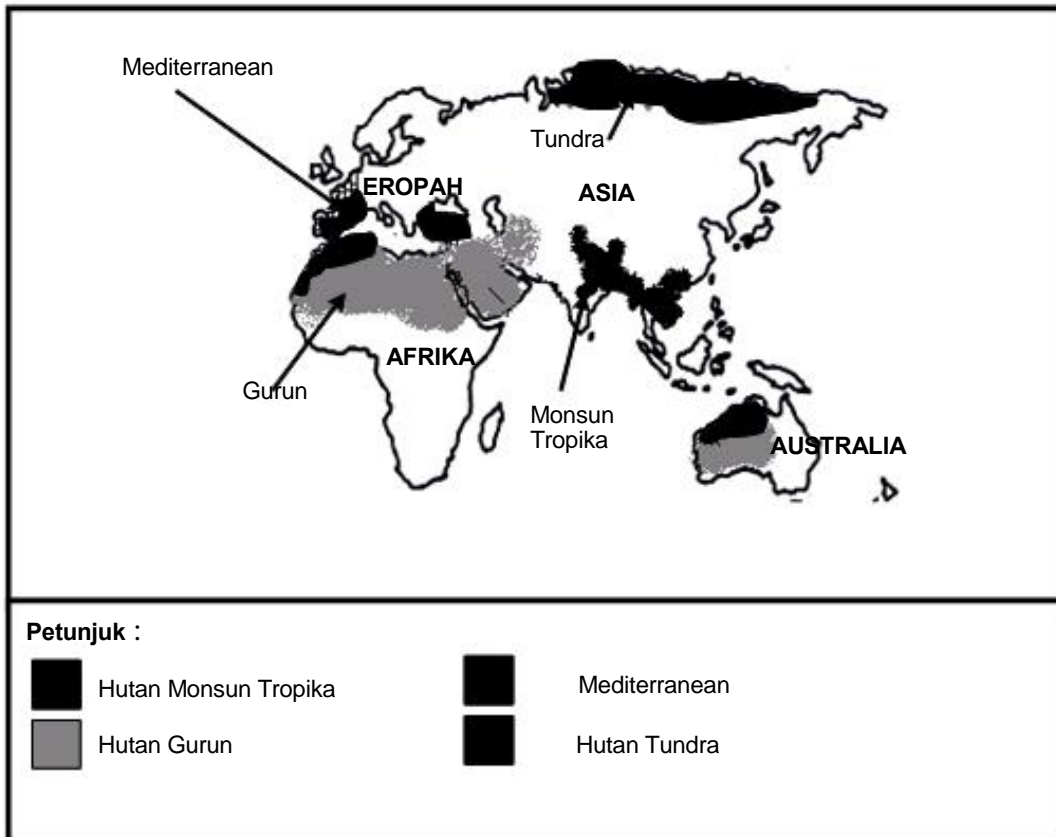 Mediterranean
Tundra
EROPAH
ASIA
AFRIKA
Gurun
Monsun
Tropika
AUSTRALIA
Petunjuk :
Hutan Monsun Tropika
Mediterranean
Hutan Gurun
Hutan Tundra